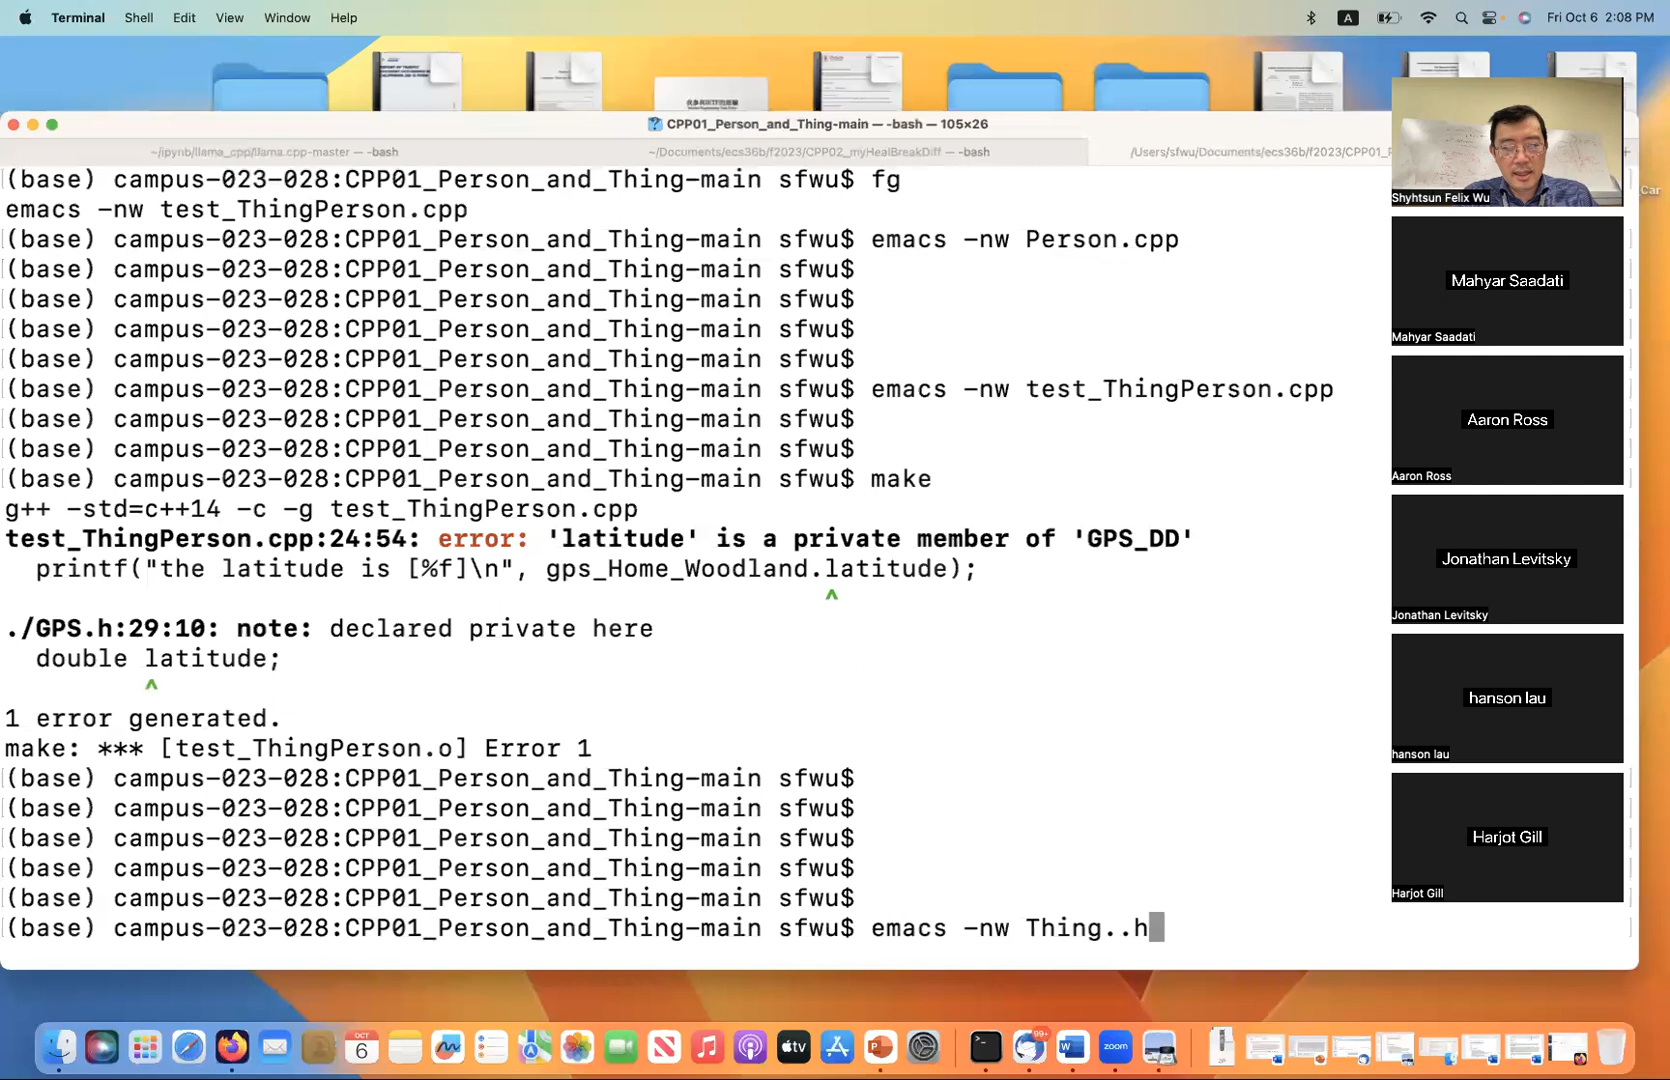 Terminal Shell Edit View Window Help
A
Fri Oct 6 2:08 PM
CPP01_Person_and_Thing-main — -bash — 105×26
~/ipynb/llama_cpp/llama.cpp-master — -bash
~/Documents/ecs36b/f2023/CPP02_myHealBreakDiff — -bash
/Users/sfwu/Documents/ecs36b/f2023/CPP01_F
(base) campus-023-028:CPP01_Person_and_Thing-main sfwu$ fg
emacs -nw test_ThingPerson.cpp
(base) campus-023-028:CPP01_Person_and_Thing-main sfwu$ emacs -nw Person.cpp
(base) campus-023-028:CPP01_Person_and_Thing-main sfwu$
(base) campus-023-028:CPP01_Person_and_Thing-main sfwu$
(base) campus-023-028:CPP01_Person_and_Thing-main sfwu$
(base) campus-023-028:CPP01_Person_and_Thing-main sfwu$
(base) campus-023-028:CPP01_Person_and_Thing-main sfwu$ emacs -nw test_ThingPerson.cpp
(base) campus-023-028:CPP01_Person_and_Thing-main sfwu$
(base) campus-023-028:CPP01_Person_and_Thing-main sfwu$
(base) campus-023-028:CPP01_Person_and_Thing-main sfwu$ make
g++ -std=c++14 -c -g test_ThingPerson.cpp
test_ThingPerson.cpp:24:54: error: 'latitude' is a private member of 'GPS_DD'
printf("the latitude is [%f]\n", gps_Home_Woodland.latitude);
^
./GPS.h:29:10: note: declared private here
double latitude;
^
1 error generated.
make: *** [test_ThingPerson.o] Error 1
(base) campus-023-028:CPP01_Person_and_Thing-main sfwu$
(base) campus-023-028:CPP01_Person_and_Thing-main sfwu$
(base) campus-023-028:CPP01_Person_and_Thing-main sfwu$
(base) campus-023-028:CPP01_Person_and_Thing-main sfwu$
(base) campus-023-028:CPP01_Person_and_Thing-main sfwu$
(base) campus-023-028:CPP01_Person_and_Thing-main sfwu$ emacs -nw Thing..h
Shyhtsun Felix Wu
Car
Mahyar Saadati
Mahyar Saadati
Aaron Ross
Aaron Ross
Jonathan Levitsky
Jonathan Levitsky
hanson lau
hanson lau
Harjot Gill
Harjot Gill
OCT
6
tv
99+
zoom